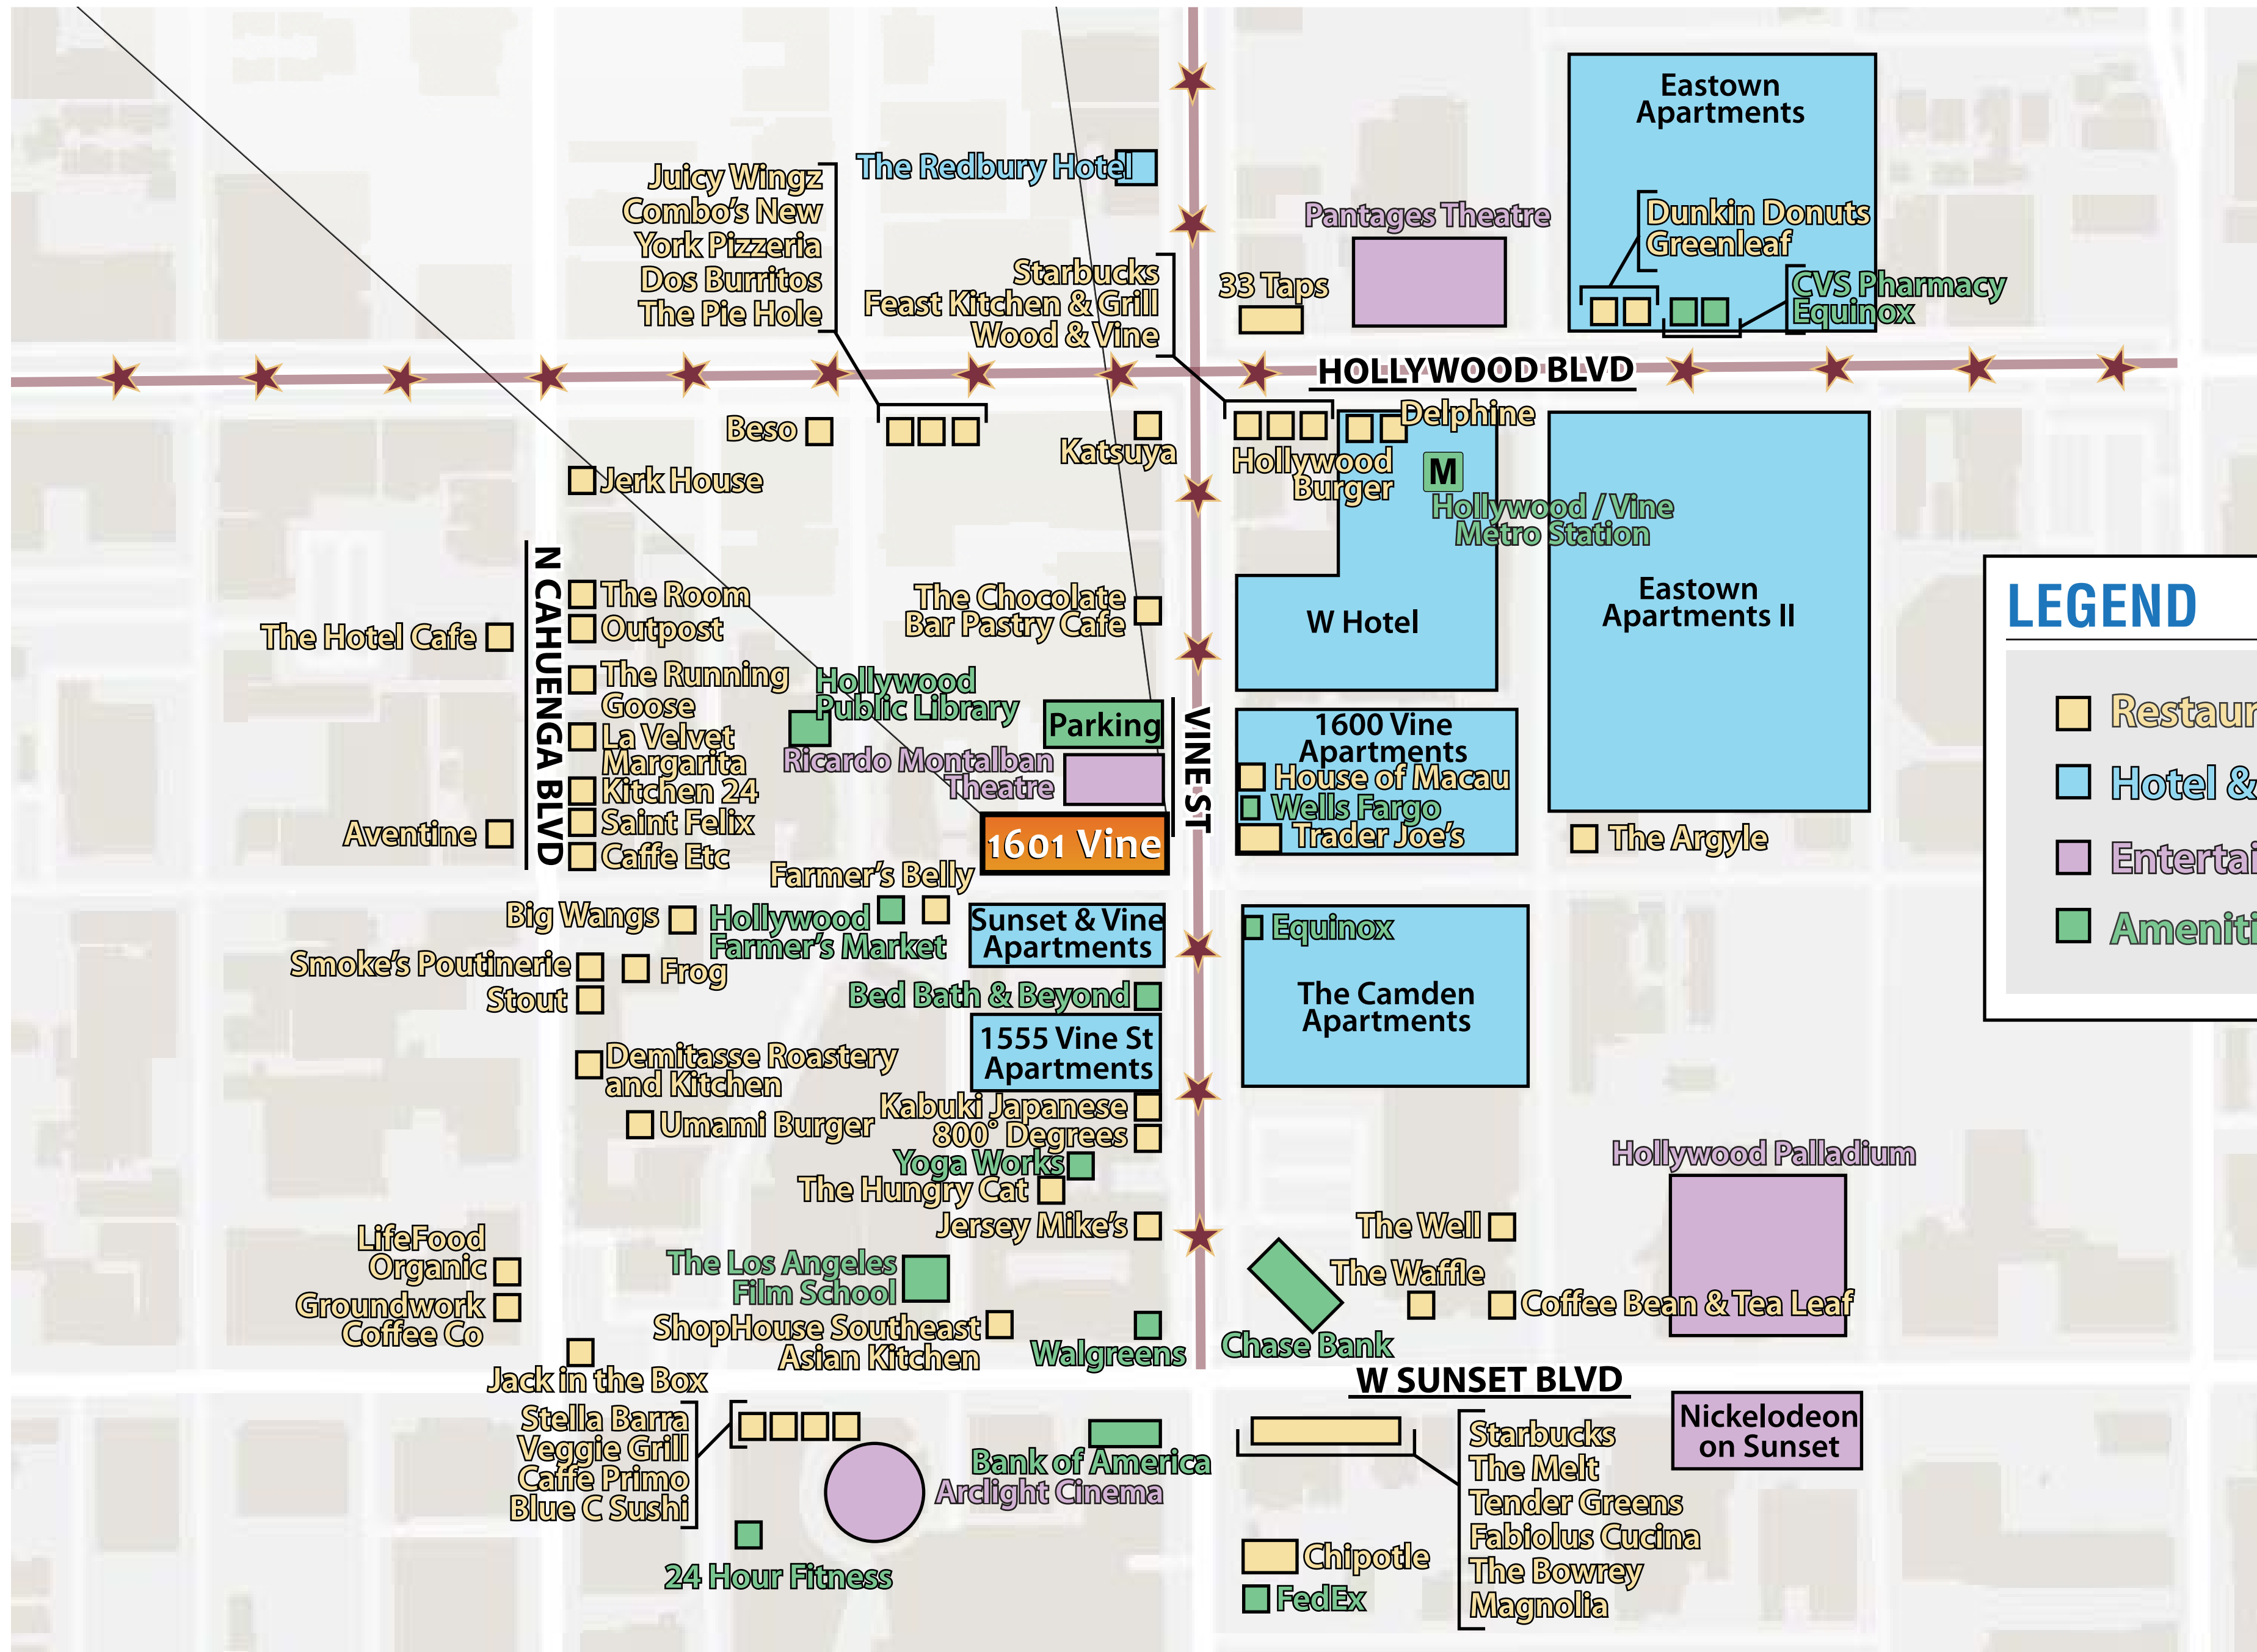 Eastown
Apartments
Juicy Wingz
Combo's New
York Pizzeria
Dos Burritos
The Pie Hole
The Redbury Hotel
Pantages Theatre
Dunkin Donuts
Greenleaf
CVS Pharmacy
Equinox
Starbucks
Feast Kitchen & Grill
Wood & Vine
33 Taps
HOLLYWOOD BLVD
Beso
Katsuya
Delphine
Hollywood
Burger
M
Hollywood / Vine
Metro Station
Jerk House
N CAHUENGA BLVD
The Room
Outpost
The Hotel Cafe
The Running
Goose
La Velvet
Margarita
Kitchen 24
Saint Felix
Caffe Etc
Aventine
The Chocolate
Bar Pastry Cafe
Hollywood
Public Library
Parking
Ricardo Montalban
Theatre
1601 Vine
VINE ST
W Hotel
Eastown
Apartments II
1600 Vine
Apartments
House of Macau
Wells Fargo
Trader Joe's
The Argyle
LEGEND
Hotel &
Farmer's Belly
Big Wangs
Hollywood
Farmer's Market
Sunset & Vine
Apartments
Equinox
The Camden
Apartments
Smoke's Poutinerie
Frog
Stout
Bed Bath & Beyond
1555 Vine St
Apartments
Demitasse Roastery
and Kitchen
Umami Burger
Kabuki Japanese
800° Degrees
Yoga Works
The Hungry Cat
Jersey Mike's
Hollywood Palladium
LifeFood
Organic
Groundwork
Coffee Co
The Los Angeles
Film School
ShopHouse Southeast
Asian Kitchen
Walgreens
Chase Bank
The Well
The Waffle
Coffee Bean & Tea Leaf
Jack in the Box
W SUNSET BLVD
Stella Barra
Veggie Grill
Caffe Primo
Blue C Sushi
24 Hour Fitness
Bank of America
Arclight Cinema
Starbucks
The Melt
Tender Greens
Fabiolus Cucina
The Bowrey
Magnolia
Nickelodeon
on Sunset
Chipotle
FedEx